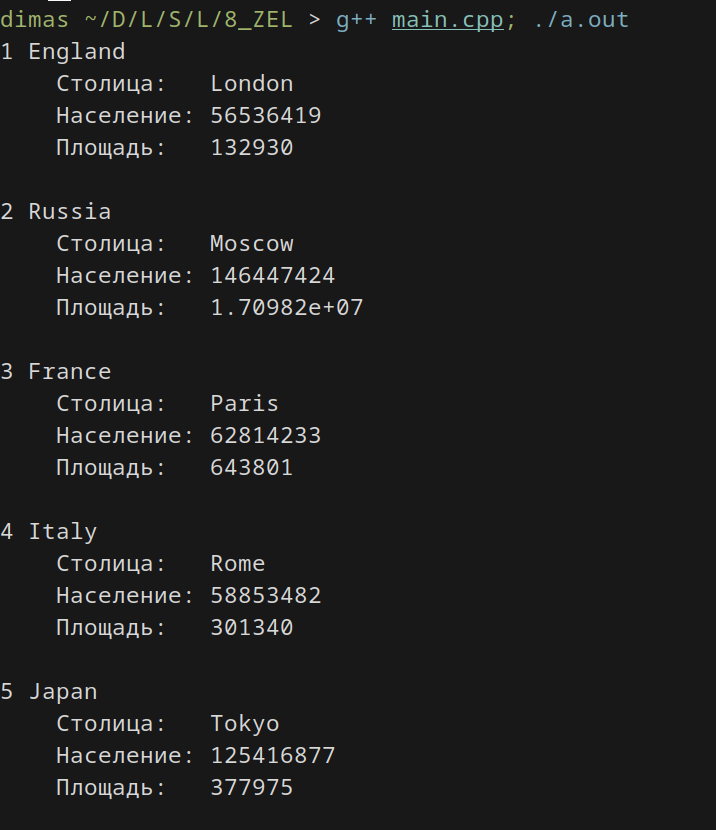 dimas ~/D/L/S/L/8_ZEL > g++ main.cpp; ./a.out
1 England
Столица: London
Население: 56536419
Площадь: 132930
2 Russia
Столица: Moscow
Население: 146447424
Площадь: 1.70982e+07
3 France
Столица: Paris
Население: 62814233
Площадь: 643801
4 Italy
Столица: Rome
Население: 58853482
Площадь: 301340
5 Japan
Столица: Tokyo
Население: 125416877
Площадь: 377975